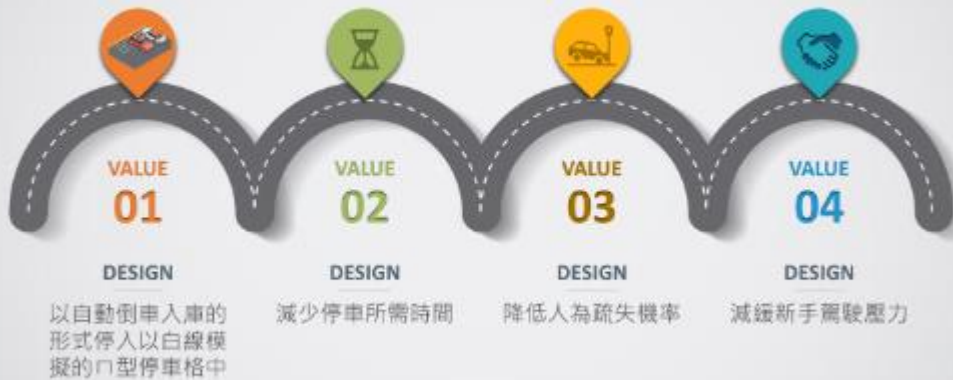 VALUE
01
DESIGN
以自動倒車入庫的
形式停入以白線模
擬的ㄇ型停車格中
VALUE
02
DESIGN
減少停車所需時間
VALUE
03
DESIGN
降低人為疏失機率
VALUE
04
DESIGN
減緩新手駕駛壓力